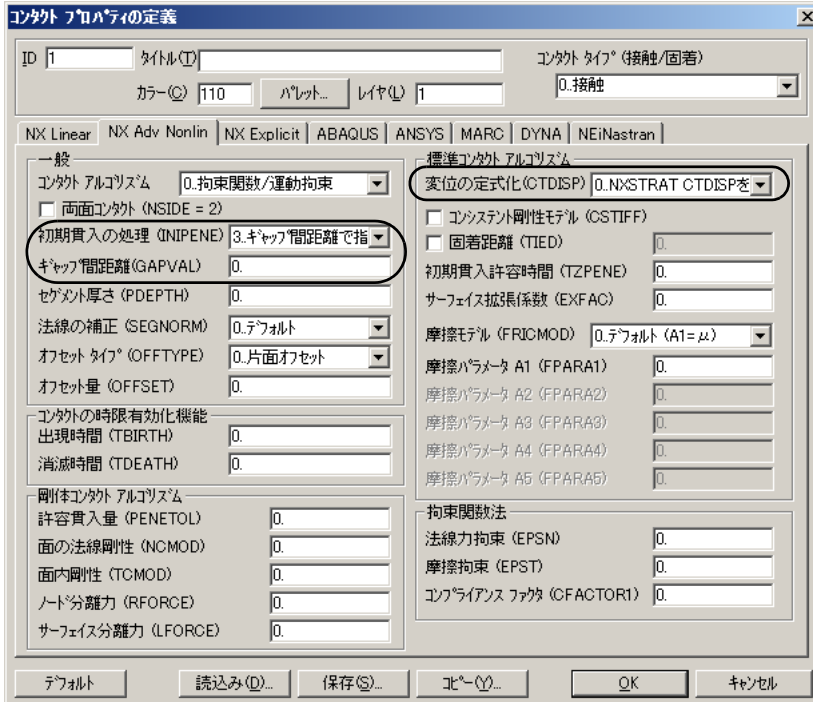 コンタクト プロパティの定義
ID 1 タイトル(T) コンタクト タイプ (接触/固着)
0..接触
カラー(C) 110 パレット... レイヤ(L) 1
NX Linear NX Adv Nonlin NX Explicit ABAQUS ANSYS MARC DYNA NEiNastran
一般
コンタクト アルゴリズム 0..拘束関数/運動拘束
両面コンタクト (NSIDE = 2)
初期貫入の処理 (INIPENE) 3..ギャップ間距離で指
ギャップ間距離(GAPVAL) 0.
セグメント厚さ (PDEPTH) 0.
法線の補正 (SEGNORM) 0..デフォルト
オフセット タイプ (OFFTYPE) 0..片面オフセット
オフセット量 (OFFSET) 0.
コンタクトの時限有効化機能
出現時間 (TBIRTH) 0.
消滅時間 (TDEATH) 0.
剛体コンタクト アルゴリズム
許容貫入量 (PENETOL) 0.
面の法線剛性 (NCMOD) 0.
面内剛性 (TCMOD) 0.
ノード分離力 (RFORCE) 0.
サーフェイス分離力 (LFORCE) 0.
標準コンタクト アルゴリズム
変位の定式化(CTDISP) 0..NXSTRAT CTDISPを
コンシステント剛性モデル (CSTIFF)
固着距離 (TIED) 0.
初期貫入許容時間 (TZPENE) 0.
サーフェイス拡張係数 (EXFAC) 0.
摩擦モデル (FRICMOD) 0..デフォルト (A1=μ)
摩擦パラメータ A1 (FPARA1) 0.
摩擦パラメータ A2 (FPARA2) 0.
摩擦パラメータ A3 (FPARA3) 0.
摩擦パラメータ A4 (FPARA4) 0.
摩擦パラメータ A5 (FPARA5) 0.
拘束関数法
法線力拘束 (EPSN) 0.
摩擦拘束 (EPST) 0.
コンプライアンス ファクタ (CFACTOR1) 0.
デフォルト 読込み(D)... 保存(S)... コピー(Y)... OK キャンセル